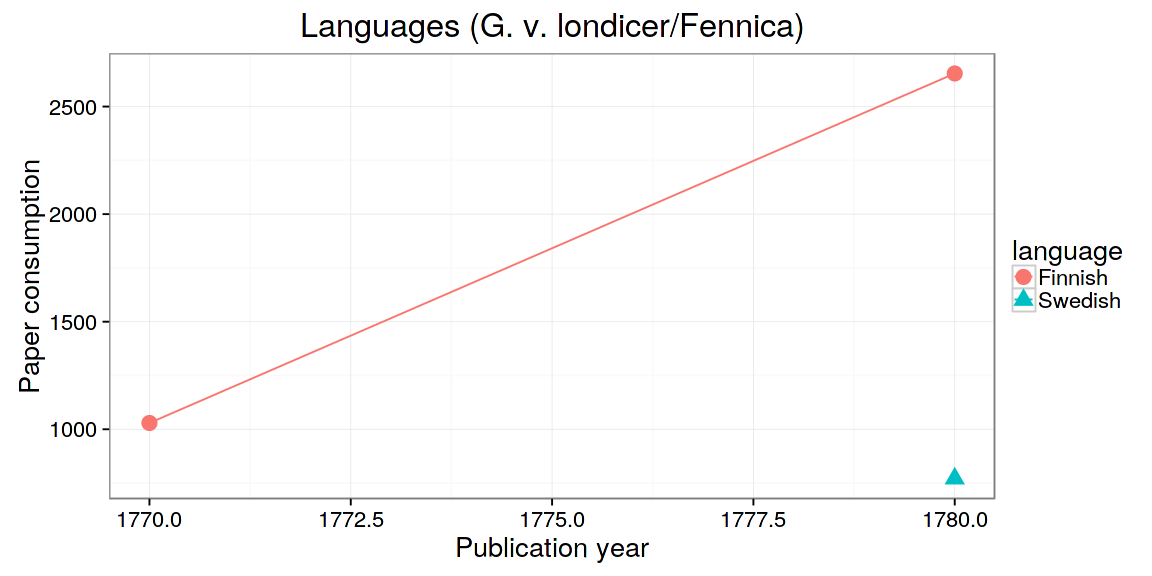 Languages (G. v. londicer/Fennica)
Paper consumption
2500
2000
1500
1000
1770.0 1772.5 1775.0 1777.5 1780.0
Publication year
language
Finnish
Swedish